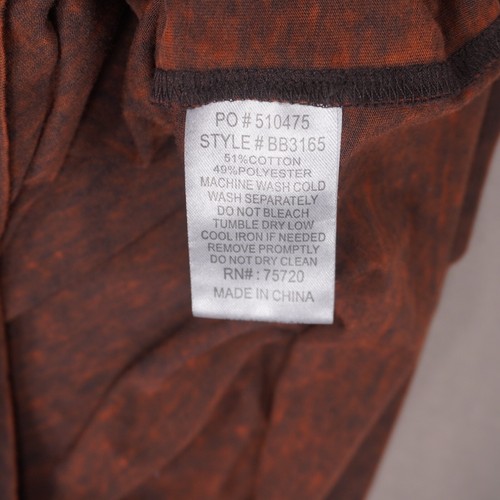 PO # 510475
STYLE # BB3165
51% COTTON
49% POLYESTER
MACHINE WASH COLD
WASH SEPARATELY
DO NOT BLEACH
TUMBLE DRY LOW
COOL IRON IF NEEDED
REMOVE PROMPTLY
DO NOT DRY CLEAN
RN# : 75720
MADE IN CHINA